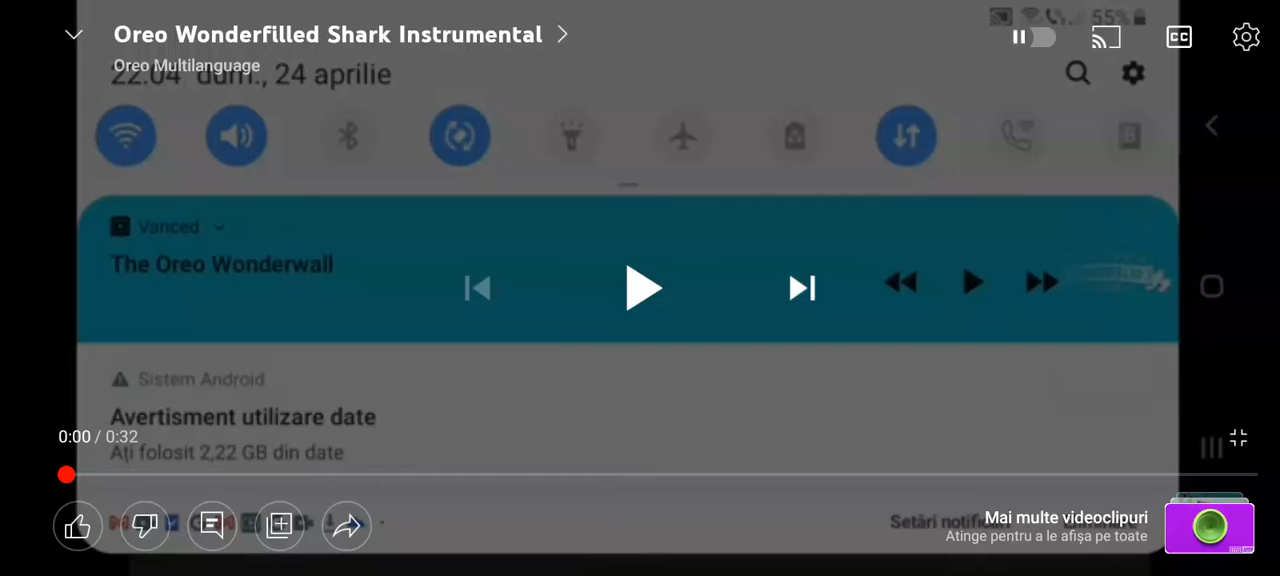 Oreo Wonderfilled Shark Instrumental
Oreo Multilanguage
55%
22:04 dum., 24 aprilie
CC
Vanced
The Oreo Wonderwall
Sistem Android
Avertisment utilizare date
0:00 / 0:32
Ați folosit 2,22 GB din date
Setări notificări
Mai multe videoclipuri
Atinge pentru a le afișa pe toate